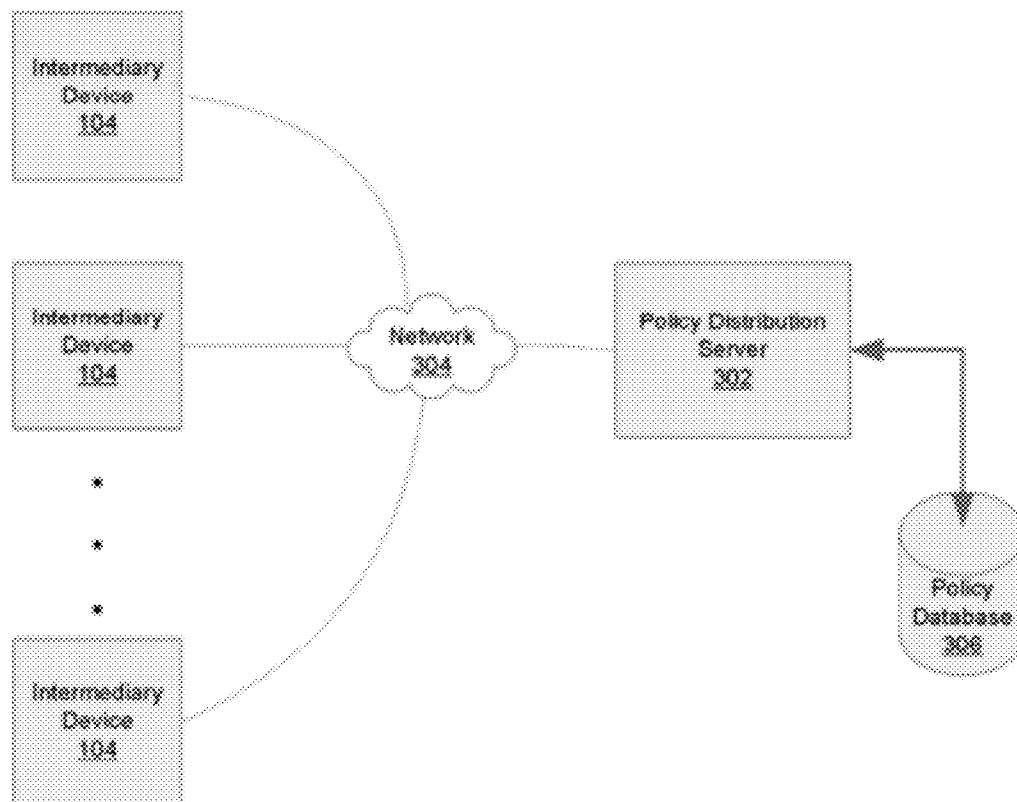 Intermediary
Device
104
Intermediary
Device
104
Network
304
Policy Distribution
Server
302
Policy
Database
306
Intermediary
Device
104